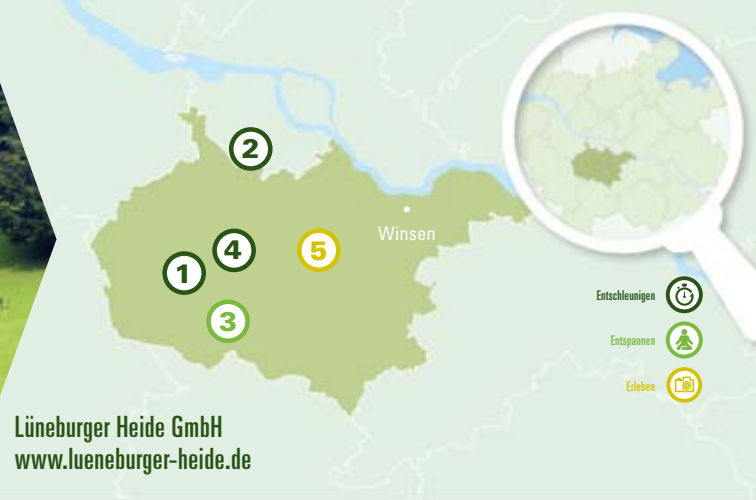 2
Winsen
4
5
1
3
Entschleunigen
Entspannen
Erleben
Lüneburger Heide GmbH
www.lueneburger-heide.de